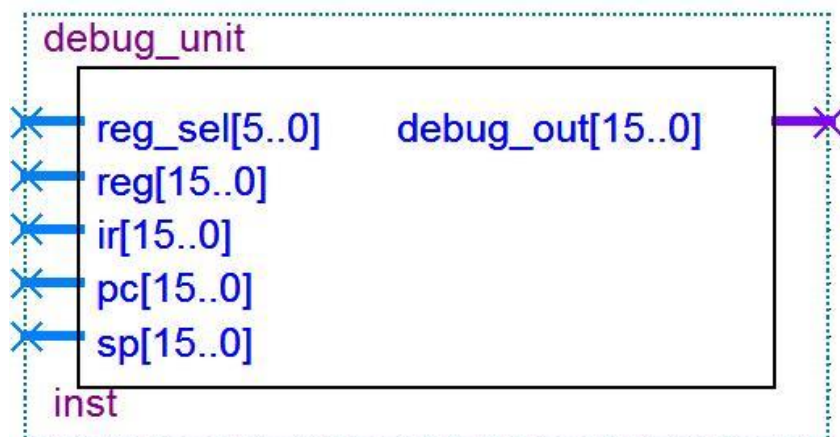 debug_unit
reg_sel[5..0] debug_out[15..0]
reg[15..0]
ir[15..0]
pc[15..0]
sp[15..0]
inst